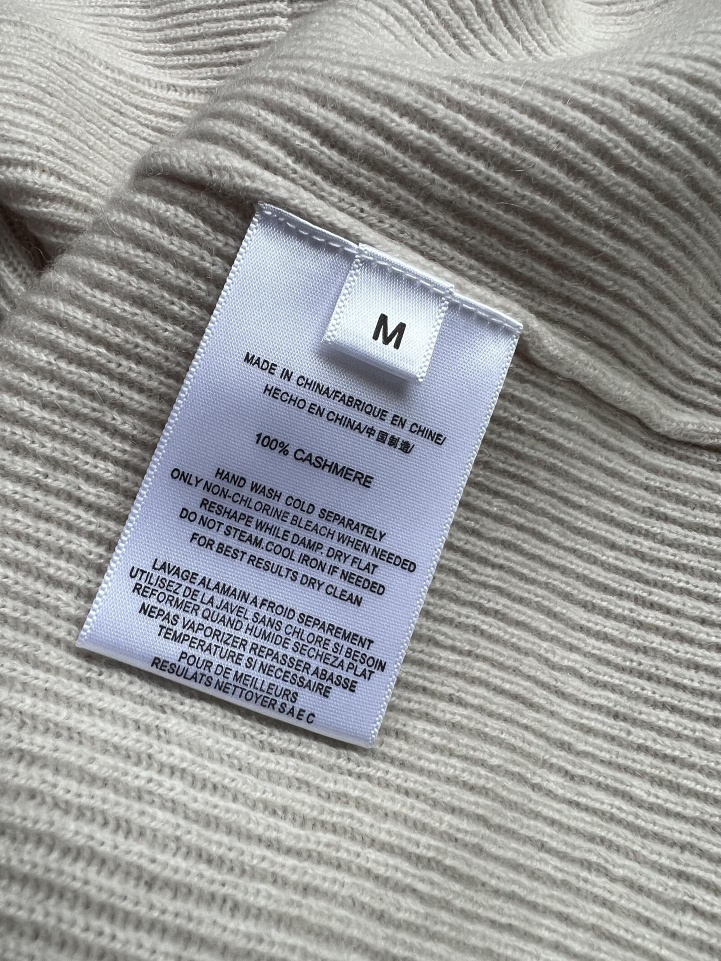 M
MADE IN CHINA/FABRIQUE EN CHINE/
HECHO EN CHINA/中国制造/
100% CASHMERE
HAND WASH COLD SEPARATELY
ONLY NON-CHLORINE BLEACH WHEN NEEDED
RESHAPE WHILE DAMP. DRY FLAT
DO NOT STEAM.COOL IRON IF NEEDED
FOR BEST RESULTS DRY CLEAN
LAVAGE ALAMAIN A FROID SEPAREMENT
UTILISEZ DE LA JAVEL SANS CHLORE SI BESOIN
REFORMER QUAND HUMIDE SECHEZA PLAT
NEPAS VAPORIZER REPASSER ABASSE
TEMPERATURE SI NECESSAIRE
POUR DE MEILLEURS
RESULATS NETTOYER S A E C